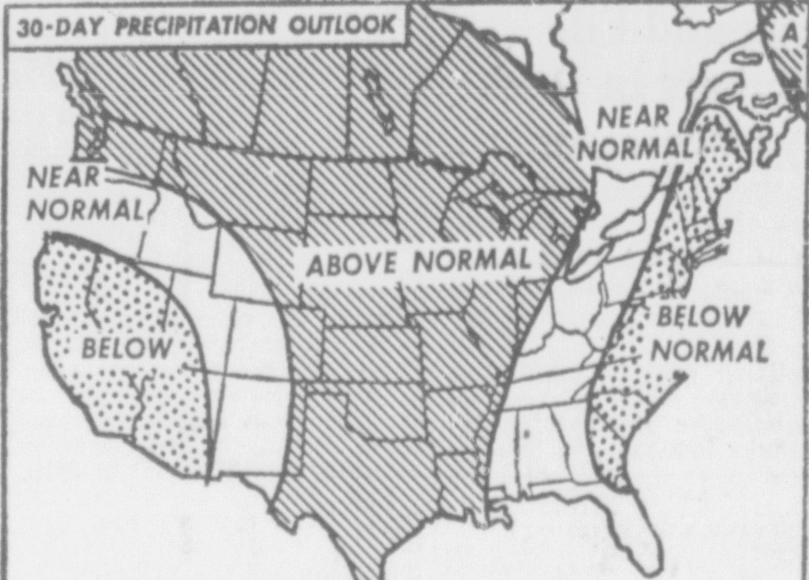 30-DAY PRECIPITATION OUTLOOK
A
NEAR
NORMAL
NEAR
NORMAL
ABOVE NORMAL
BELOW
NORMAL
BELOW